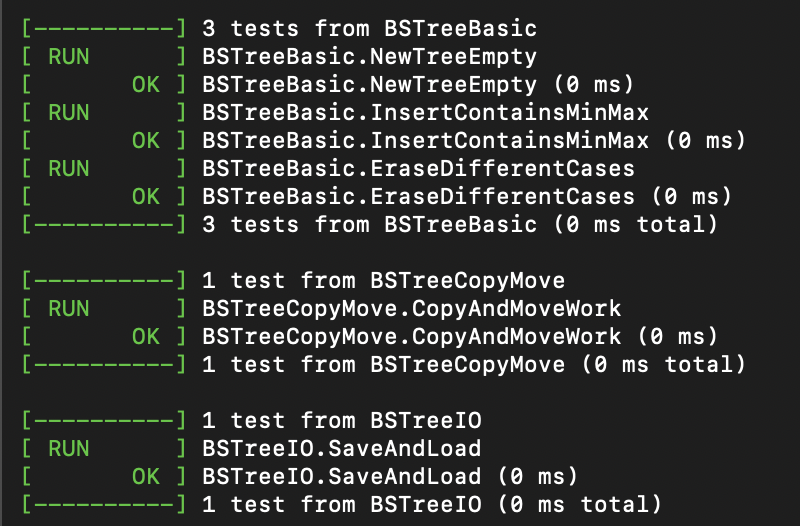 [----------] 3 tests from BSTreeBasic
[ RUN      ] BSTreeBasic.NewTreeEmpty
[       OK ] BSTreeBasic.NewTreeEmpty (0 ms)
[ RUN      ] BSTreeBasic.InsertContainsMinMax
[       OK ] BSTreeBasic.InsertContainsMinMax (0 ms)
[ RUN      ] BSTreeBasic.EraseDifferentCases
[       OK ] BSTreeBasic.EraseDifferentCases (0 ms)
[----------] 3 tests from BSTreeBasic (0 ms total)

[----------] 1 test from BSTreeCopyMove
[ RUN      ] BSTreeCopyMove.CopyAndMoveWork
[       OK ] BSTreeCopyMove.CopyAndMoveWork (0 ms)
[----------] 1 test from BSTreeCopyMove (0 ms total)

[----------] 1 test from BSTreeIO
[ RUN      ] BSTreeIO.SaveAndLoad
[       OK ] BSTreeIO.SaveAndLoad (0 ms)
[----------] 1 test from BSTreeIO (0 ms total)